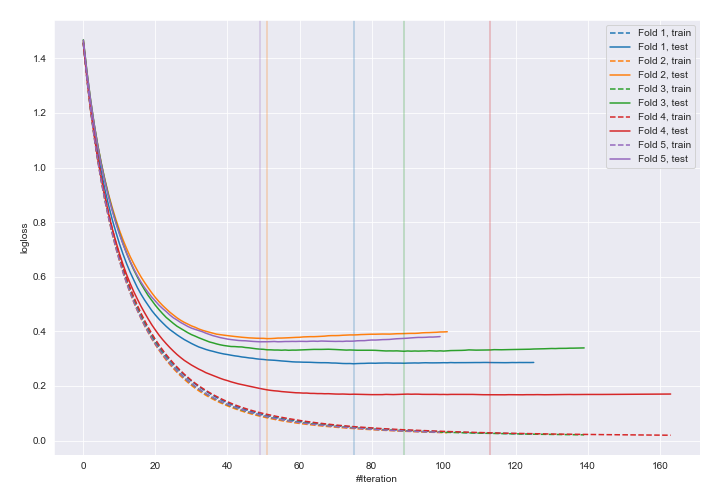 1.4
1.2
1.0
0.8
0.6
0.4
0.2
0.0
logloss
0 20 40 60 80 100 120 140 160
#Iteration
Fold 1, train
Fold 1, test
Fold 2, train
Fold 2, test
Fold 3, train
Fold 3, test
Fold 4, train
Fold 4, test
Fold 5, train
Fold 5, test